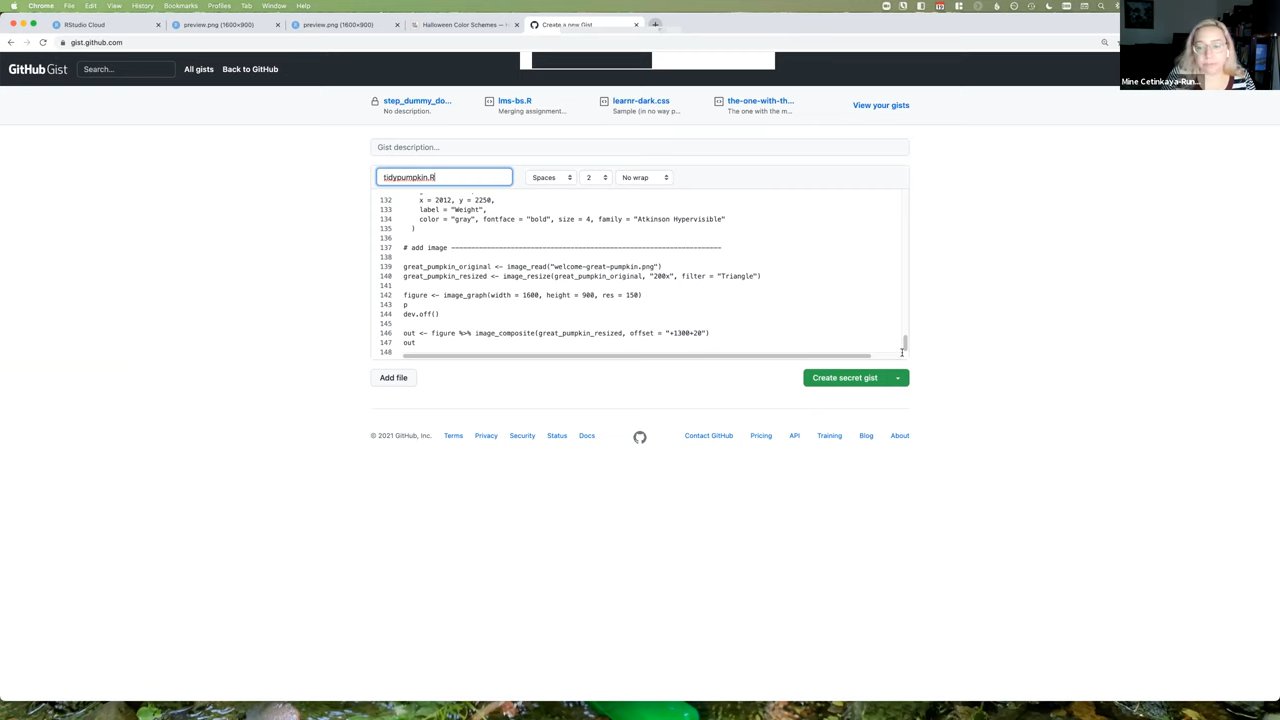 Chrome File Edit View History Bookmarks Profiles Tab Window Help
RStudio Cloud
preview.png (1600×900)
preview.png (1600×900)
Halloween Color Schemes —
Create a new Gist
gist.github.com
Mine Cetinkaya-Run...
GitHub Gist
Search...
All gists
Back to GitHub
step_dummy_do...
No description.
lms-bs.R
Merging assignment...
learnr-dark.css
Sample (in no way p...
the-one-with-th...
The one with the m...
View your gists
Gist description...
tidypumpkin.R
Spaces
2
No wrap
132 x = 2012, y = 2250,
133 label = "Weight",
134 color = "gray", fontface = "bold", size = 4, family = "Atkinson Hypervisible"
135 )
136
137 # add image --------------------------------------------------------------------
138
139 great_pumpkin_original <- image_read("welcome-great-pumpkin.png")
140 great_pumpkin_resized <- image_resize(great_pumpkin_original, "200x", filter = "Triangle")
141
142 figure <- image_graph(width = 1600, height = 900, res = 150)
143 p
144 dev.off()
145
146 out <- figure %>% image_composite(great_pumpkin_resized, offset = "+1300+20")
147 out
148
Add file
Create secret gist
© 2021 GitHub, Inc.
Terms
Privacy
Security
Status
Docs
Contact GitHub
Pricing
API
Training
Blog
About